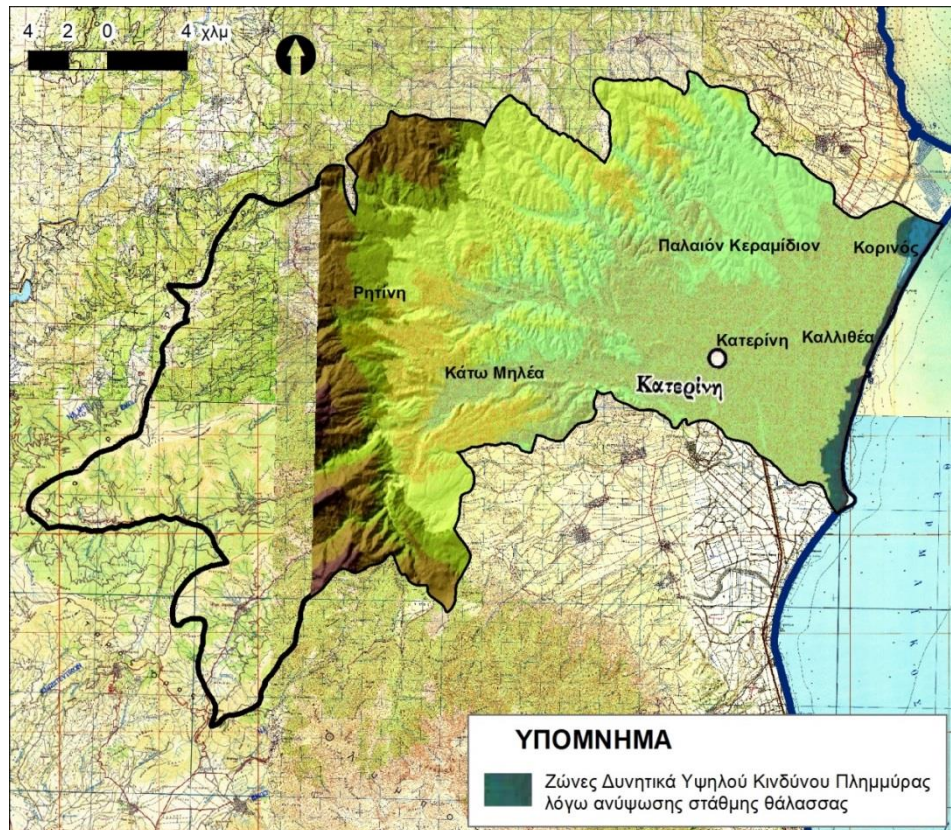 4 2 0 4 χλμ
Παλαιόν Κεραμίδιον
Κορινός
Ρητίνη
Κατερίνη
Καλλιθέα
Κάτω Μηλέα
Κατερίνη
ΥΠΟΜΝΗΜΑ
Ζώνες Δυνητικά Υψηλού Κινδύνου Πλημμύρας
λόγω ανύψωσης στάθμης θάλασσας